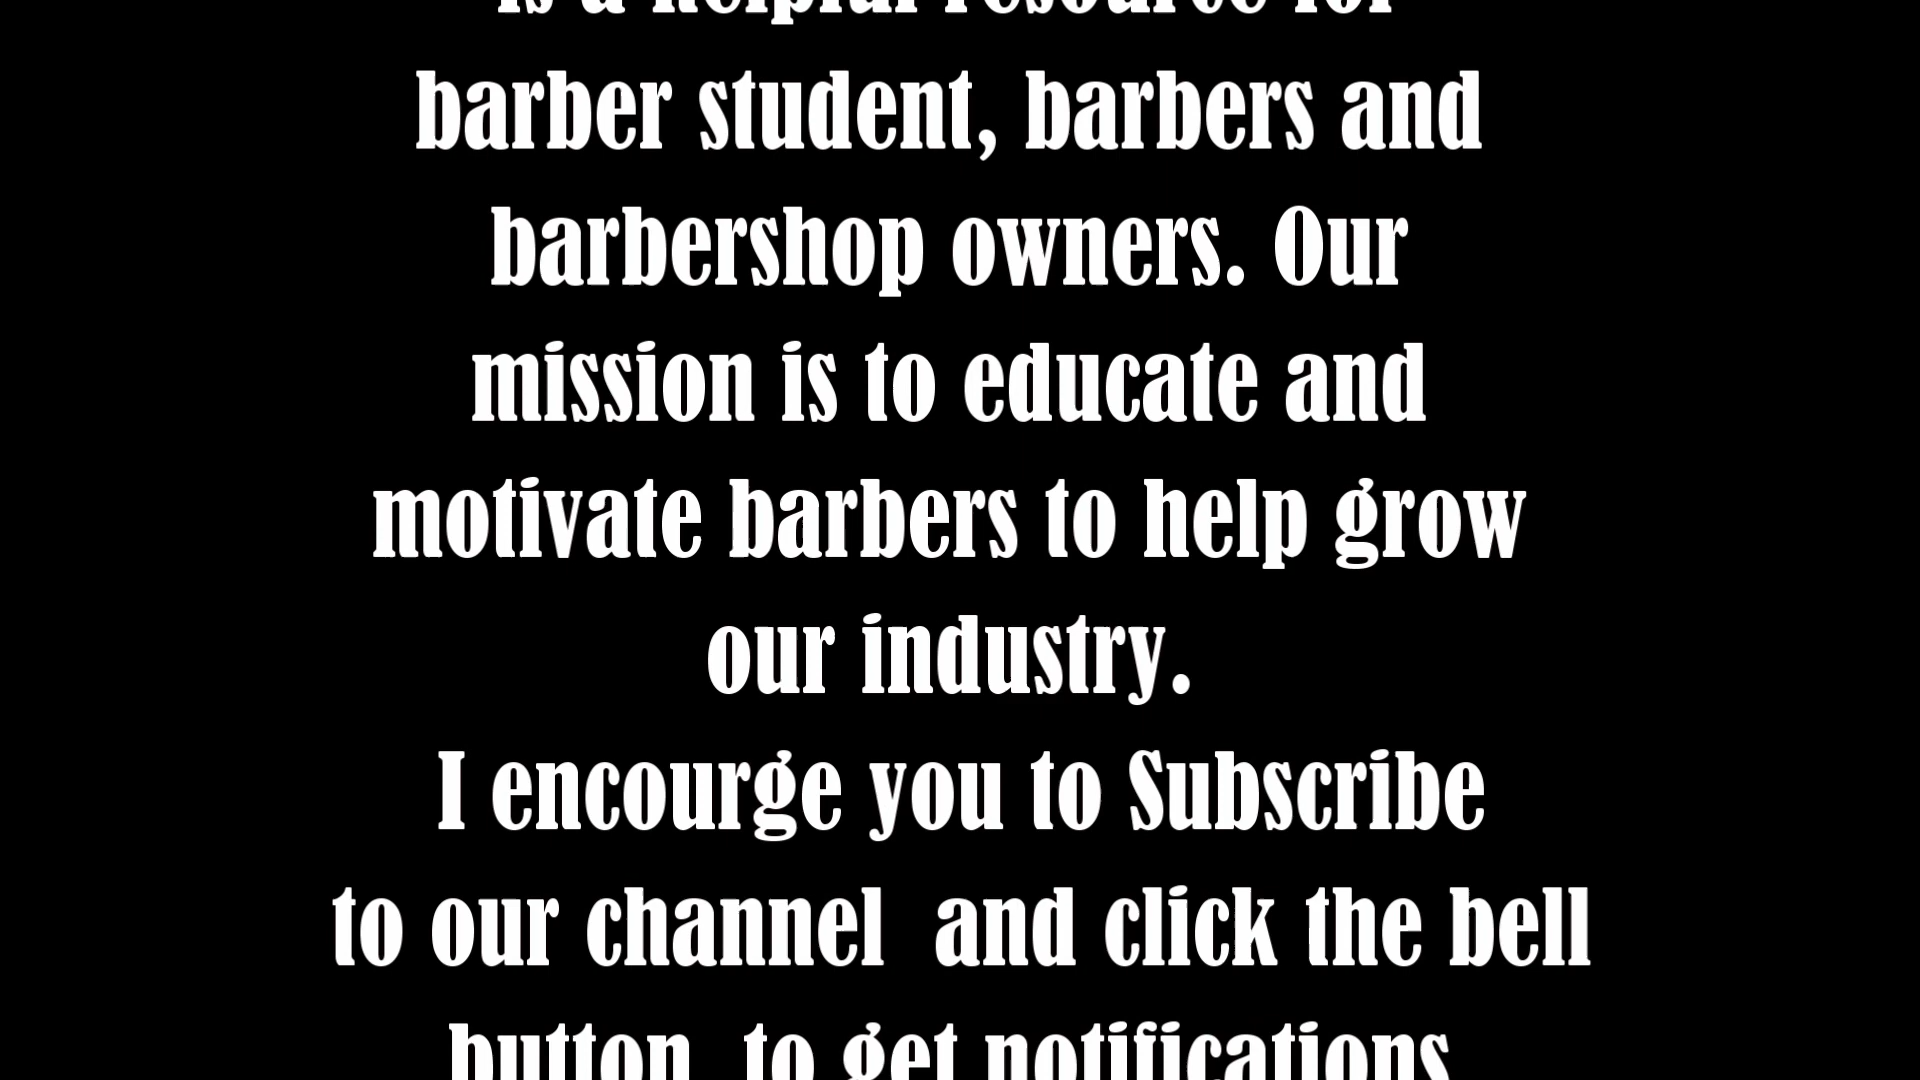 is a helpful resource for
barber student, barbers and
barbershop owners. Our
mission is to educate and
motivate barbers to help grow
our industry.
I encourge you to Subscribe
to our channel  and click the bell
button  to get notifications